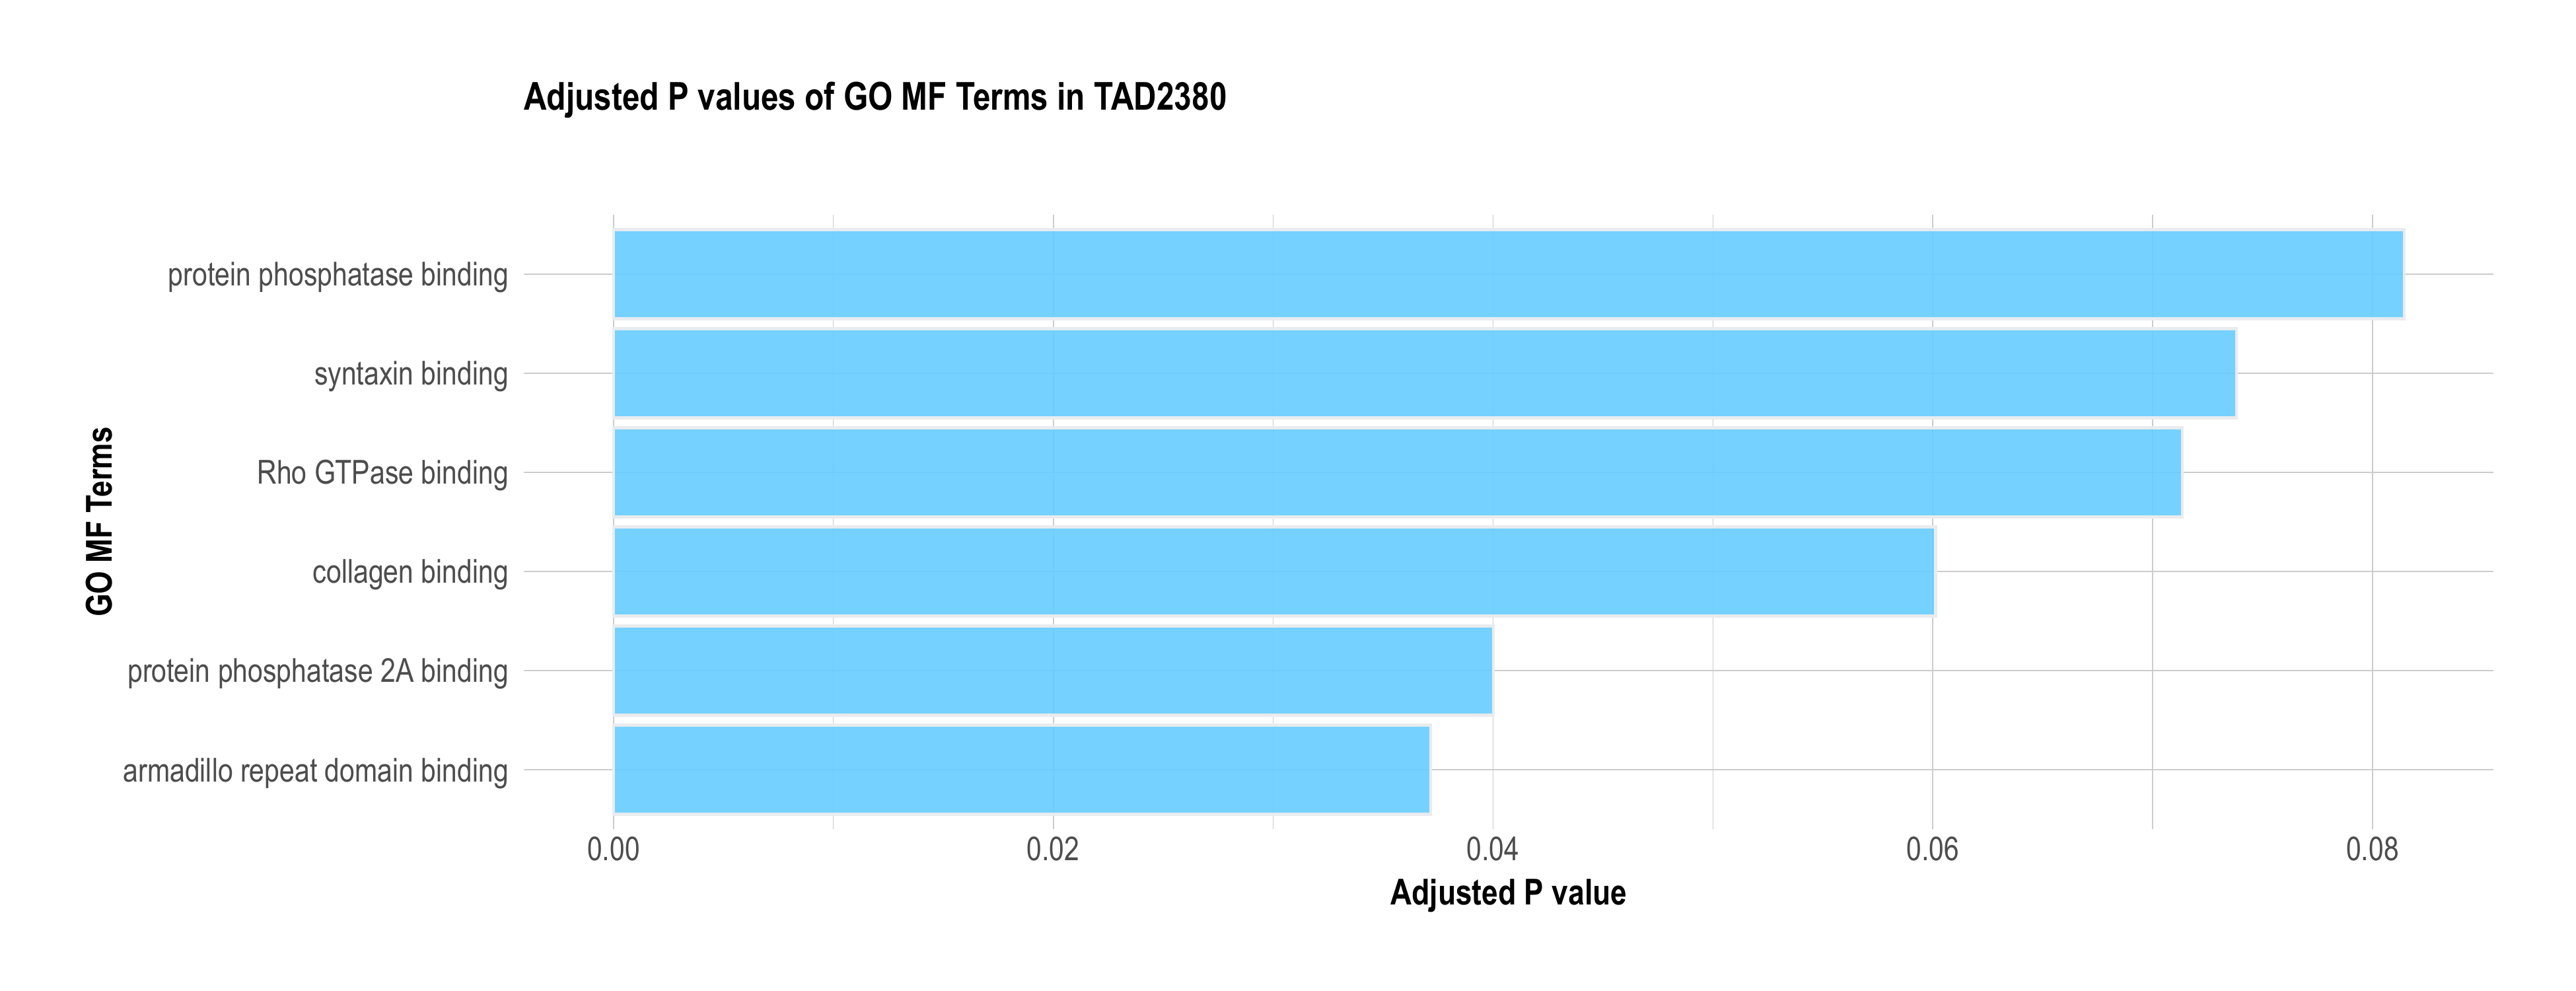 Adjusted P values of GO MF Terms in TAD2380
GO MF Terms
protein phosphatase binding
syntaxin binding
Rho GTPase binding
collagen binding
protein phosphatase 2A binding
armadillo repeat domain binding
0.00 0.02 0.04 0.06 0.08
Adjusted P value